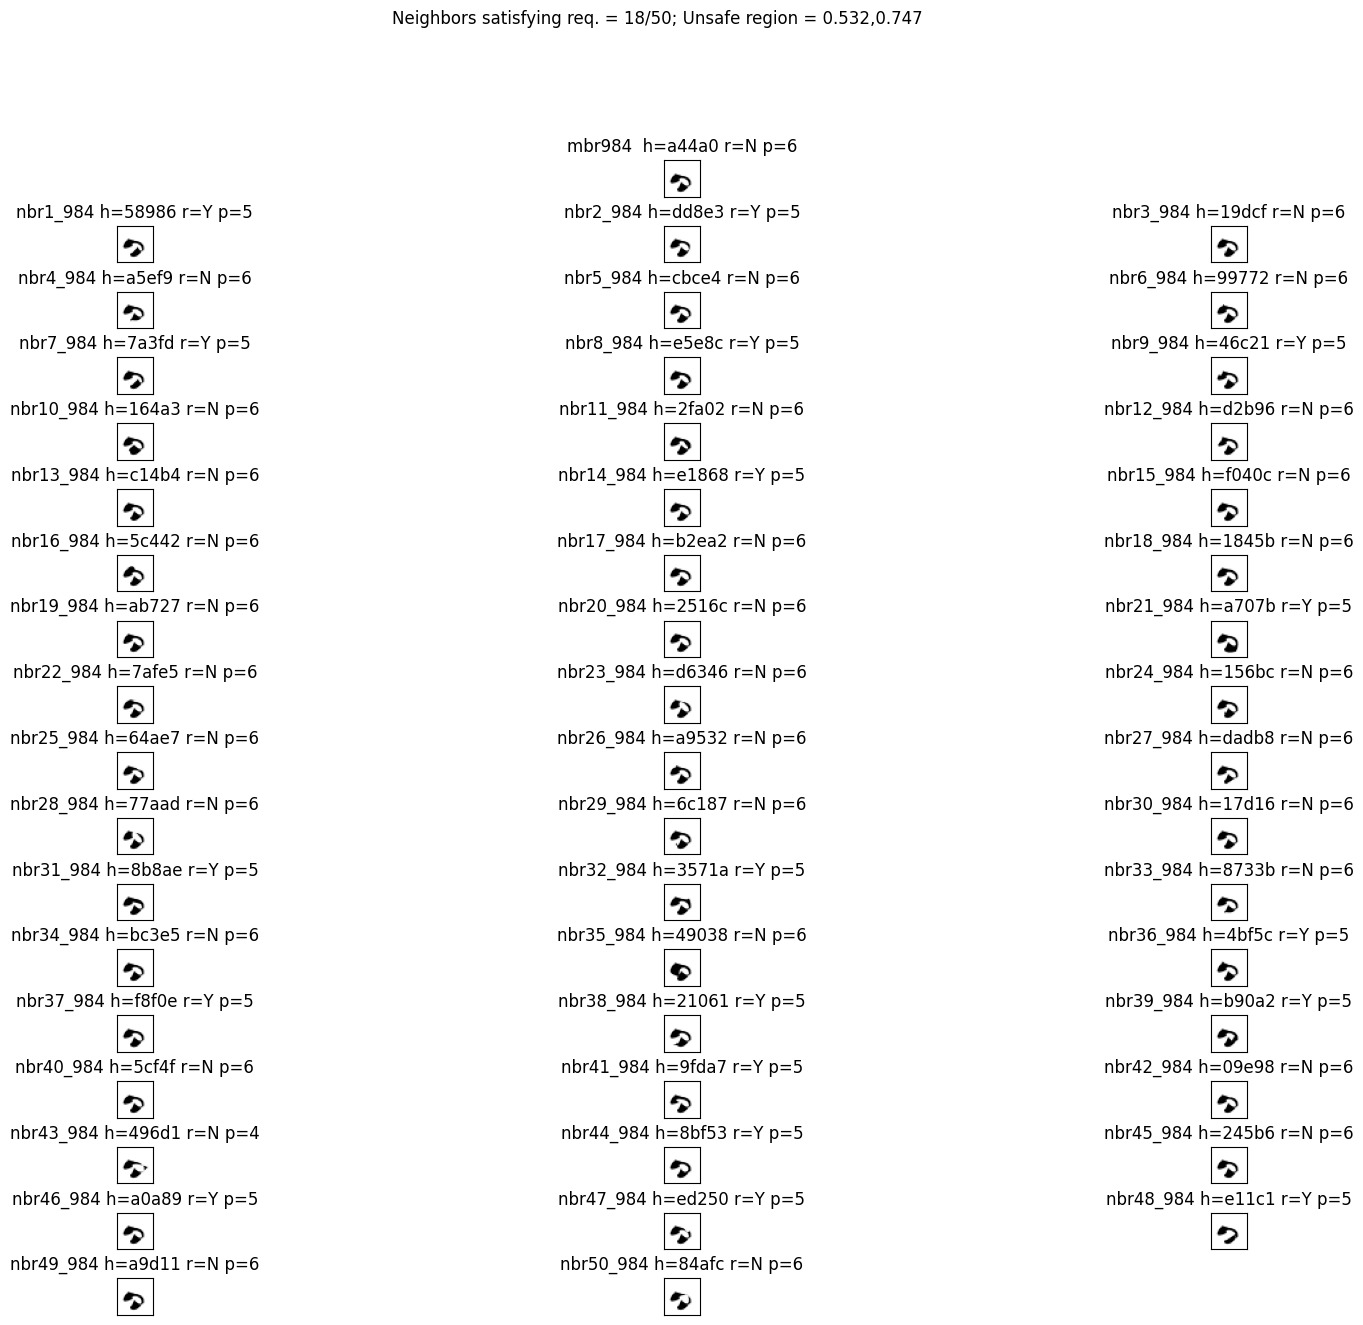 Neighbors satisfying req. = 18/50; Unsafe region = 0.532,0.747
mbr984  h=a44a0 r=N p=6
nbr1_984 h=58986 r=Y p=5
nbr2_984 h=dd8e3 r=Y p=5
nbr3_984 h=19dcf r=N p=6
nbr4_984 h=a5ef9 r=N p=6
nbr5_984 h=cbce4 r=N p=6
nbr6_984 h=99772 r=N p=6
nbr7_984 h=7a3fd r=Y p=5
nbr8_984 h=e5e8c r=Y p=5
nbr9_984 h=46c21 r=Y p=5
nbr10_984 h=164a3 r=N p=6
nbr11_984 h=2fa02 r=N p=6
nbr12_984 h=d2b96 r=N p=6
nbr13_984 h=c14b4 r=N p=6
nbr14_984 h=e1868 r=Y p=5
nbr15_984 h=f040c r=N p=6
nbr16_984 h=5c442 r=N p=6
nbr17_984 h=b2ea2 r=N p=6
nbr18_984 h=1845b r=N p=6
nbr19_984 h=ab727 r=N p=6
nbr20_984 h=2516c r=N p=6
nbr21_984 h=a707b r=Y p=5
nbr22_984 h=7afe5 r=N p=6
nbr23_984 h=d6346 r=N p=6
nbr24_984 h=156bc r=N p=6
nbr25_984 h=64ae7 r=N p=6
nbr26_984 h=a9532 r=N p=6
nbr27_984 h=dadb8 r=N p=6
nbr28_984 h=77aad r=N p=6
nbr29_984 h=6c187 r=N p=6
nbr30_984 h=17d16 r=N p=6
nbr31_984 h=8b8ae r=Y p=5
nbr32_984 h=3571a r=Y p=5
nbr33_984 h=8733b r=N p=6
nbr34_984 h=bc3e5 r=N p=6
nbr35_984 h=49038 r=N p=6
nbr36_984 h=4bf5c r=Y p=5
nbr37_984 h=f8f0e r=Y p=5
nbr38_984 h=21061 r=Y p=5
nbr39_984 h=b90a2 r=Y p=5
nbr40_984 h=5cf4f r=N p=6
nbr41_984 h=9fda7 r=Y p=5
nbr42_984 h=09e98 r=N p=6
nbr43_984 h=496d1 r=N p=4
nbr44_984 h=8bf53 r=Y p=5
nbr45_984 h=245b6 r=N p=6
nbr46_984 h=a0a89 r=Y p=5
nbr47_984 h=ed250 r=Y p=5
nbr48_984 h=e11c1 r=Y p=5
nbr49_984 h=a9d11 r=N p=6
nbr50_984 h=84afc r=N p=6